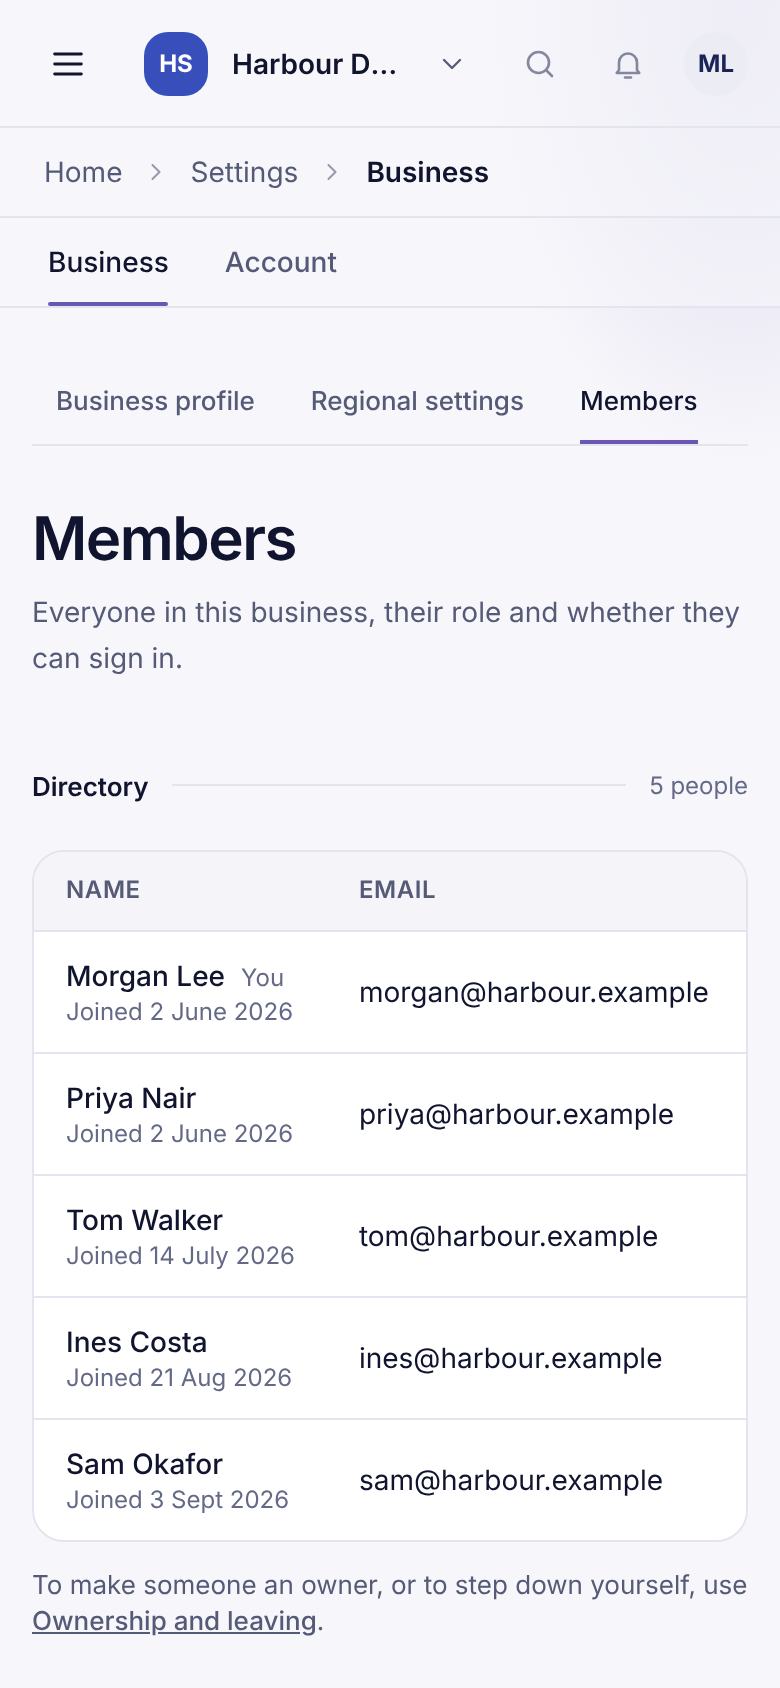 HS Harbour D... ML
Home Settings Business
Business Account
Business profile Regional settings Members
Members
Everyone in this business, their role and whether they
can sign in.
Directory 5 people
NAME EMAIL
Morgan Lee You
Joined 2 June 2026
morgan@harbour.example
Priya Nair
Joined 2 June 2026
priya@harbour.example
Tom Walker
Joined 14 July 2026
tom@harbour.example
Ines Costa
Joined 21 Aug 2026
ines@harbour.example
Sam Okafor
Joined 3 Sept 2026
sam@harbour.example
To make someone an owner, or to step down yourself, use
Ownership and leaving.